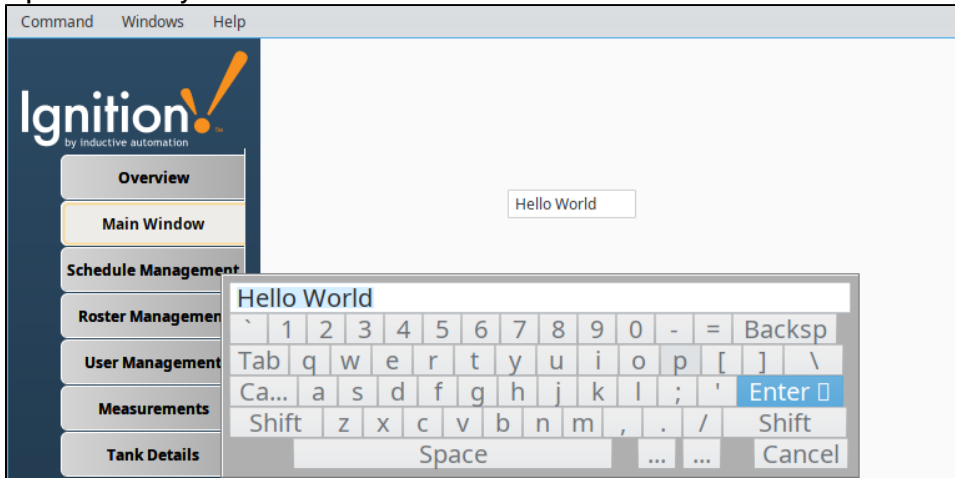 Command Windows Help
Ignition!
by inductive automation
Overview
Main Window
Hello World
Schedule Management
Roster Managemen
User Management
Measurements
Tank Details
Hello World
` 1 2 3 4 5 6 7 8 9 0 - = Backsp
Tab q w e r t y u i o p [ ] \
Ca... a s d f g h j k l ; ' Enter
Shift z x c v b n m , . / Shift
Space ... ... Cancel